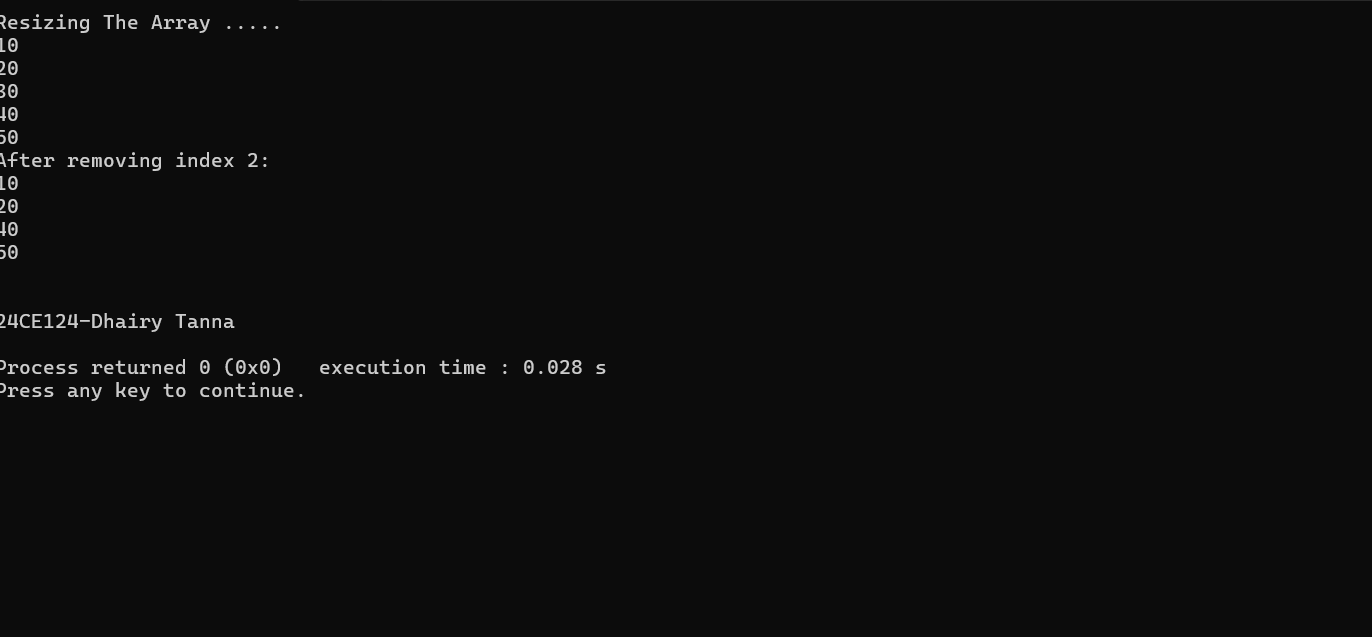 Resizing The Array .....
10
20
30
40
50
After removing index 2:
10
20
40
50
24CE124-Dhairy Tanna
Process returned 0 (0x0)   execution time : 0.028 s
Press any key to continue.